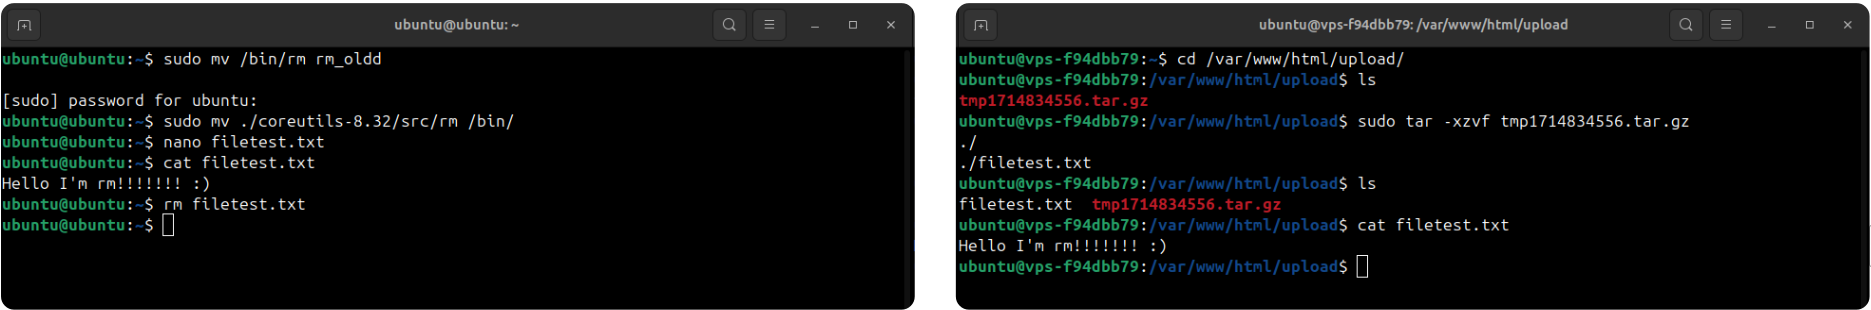 ubuntu@ubuntu: ~
ubuntu@ubuntu:~$ sudo mv /bin/rm rm_oldd
[sudo] password for ubuntu:
ubuntu@ubuntu:~$ sudo mv ./coreutils-8.32/src/rm /bin/
ubuntu@ubuntu:~$ nano filetest.txt
ubuntu@ubuntu:~$ cat filetest.txt
Hello I'm rm!!!!!!! :)
ubuntu@ubuntu:~$ rm filetest.txt
ubuntu@ubuntu:~$
ubuntu@vps-f94dbb79: /var/www/html/upload
ubuntu@vps-f94dbb79:~$ cd /var/www/html/upload/
ubuntu@vps-f94dbb79:/var/www/html/upload$ ls
tmp1714834556.tar.gz
ubuntu@vps-f94dbb79:/var/www/html/upload$ sudo tar -xzvf tmp1714834556.tar.gz
./
./filetest.txt
ubuntu@vps-f94dbb79:/var/www/html/upload$ ls
filetest.txt  tmp1714834556.tar.gz
ubuntu@vps-f94dbb79:/var/www/html/upload$ cat filetest.txt
Hello I'm rm!!!!!!! :)
ubuntu@vps-f94dbb79:/var/www/html/upload$